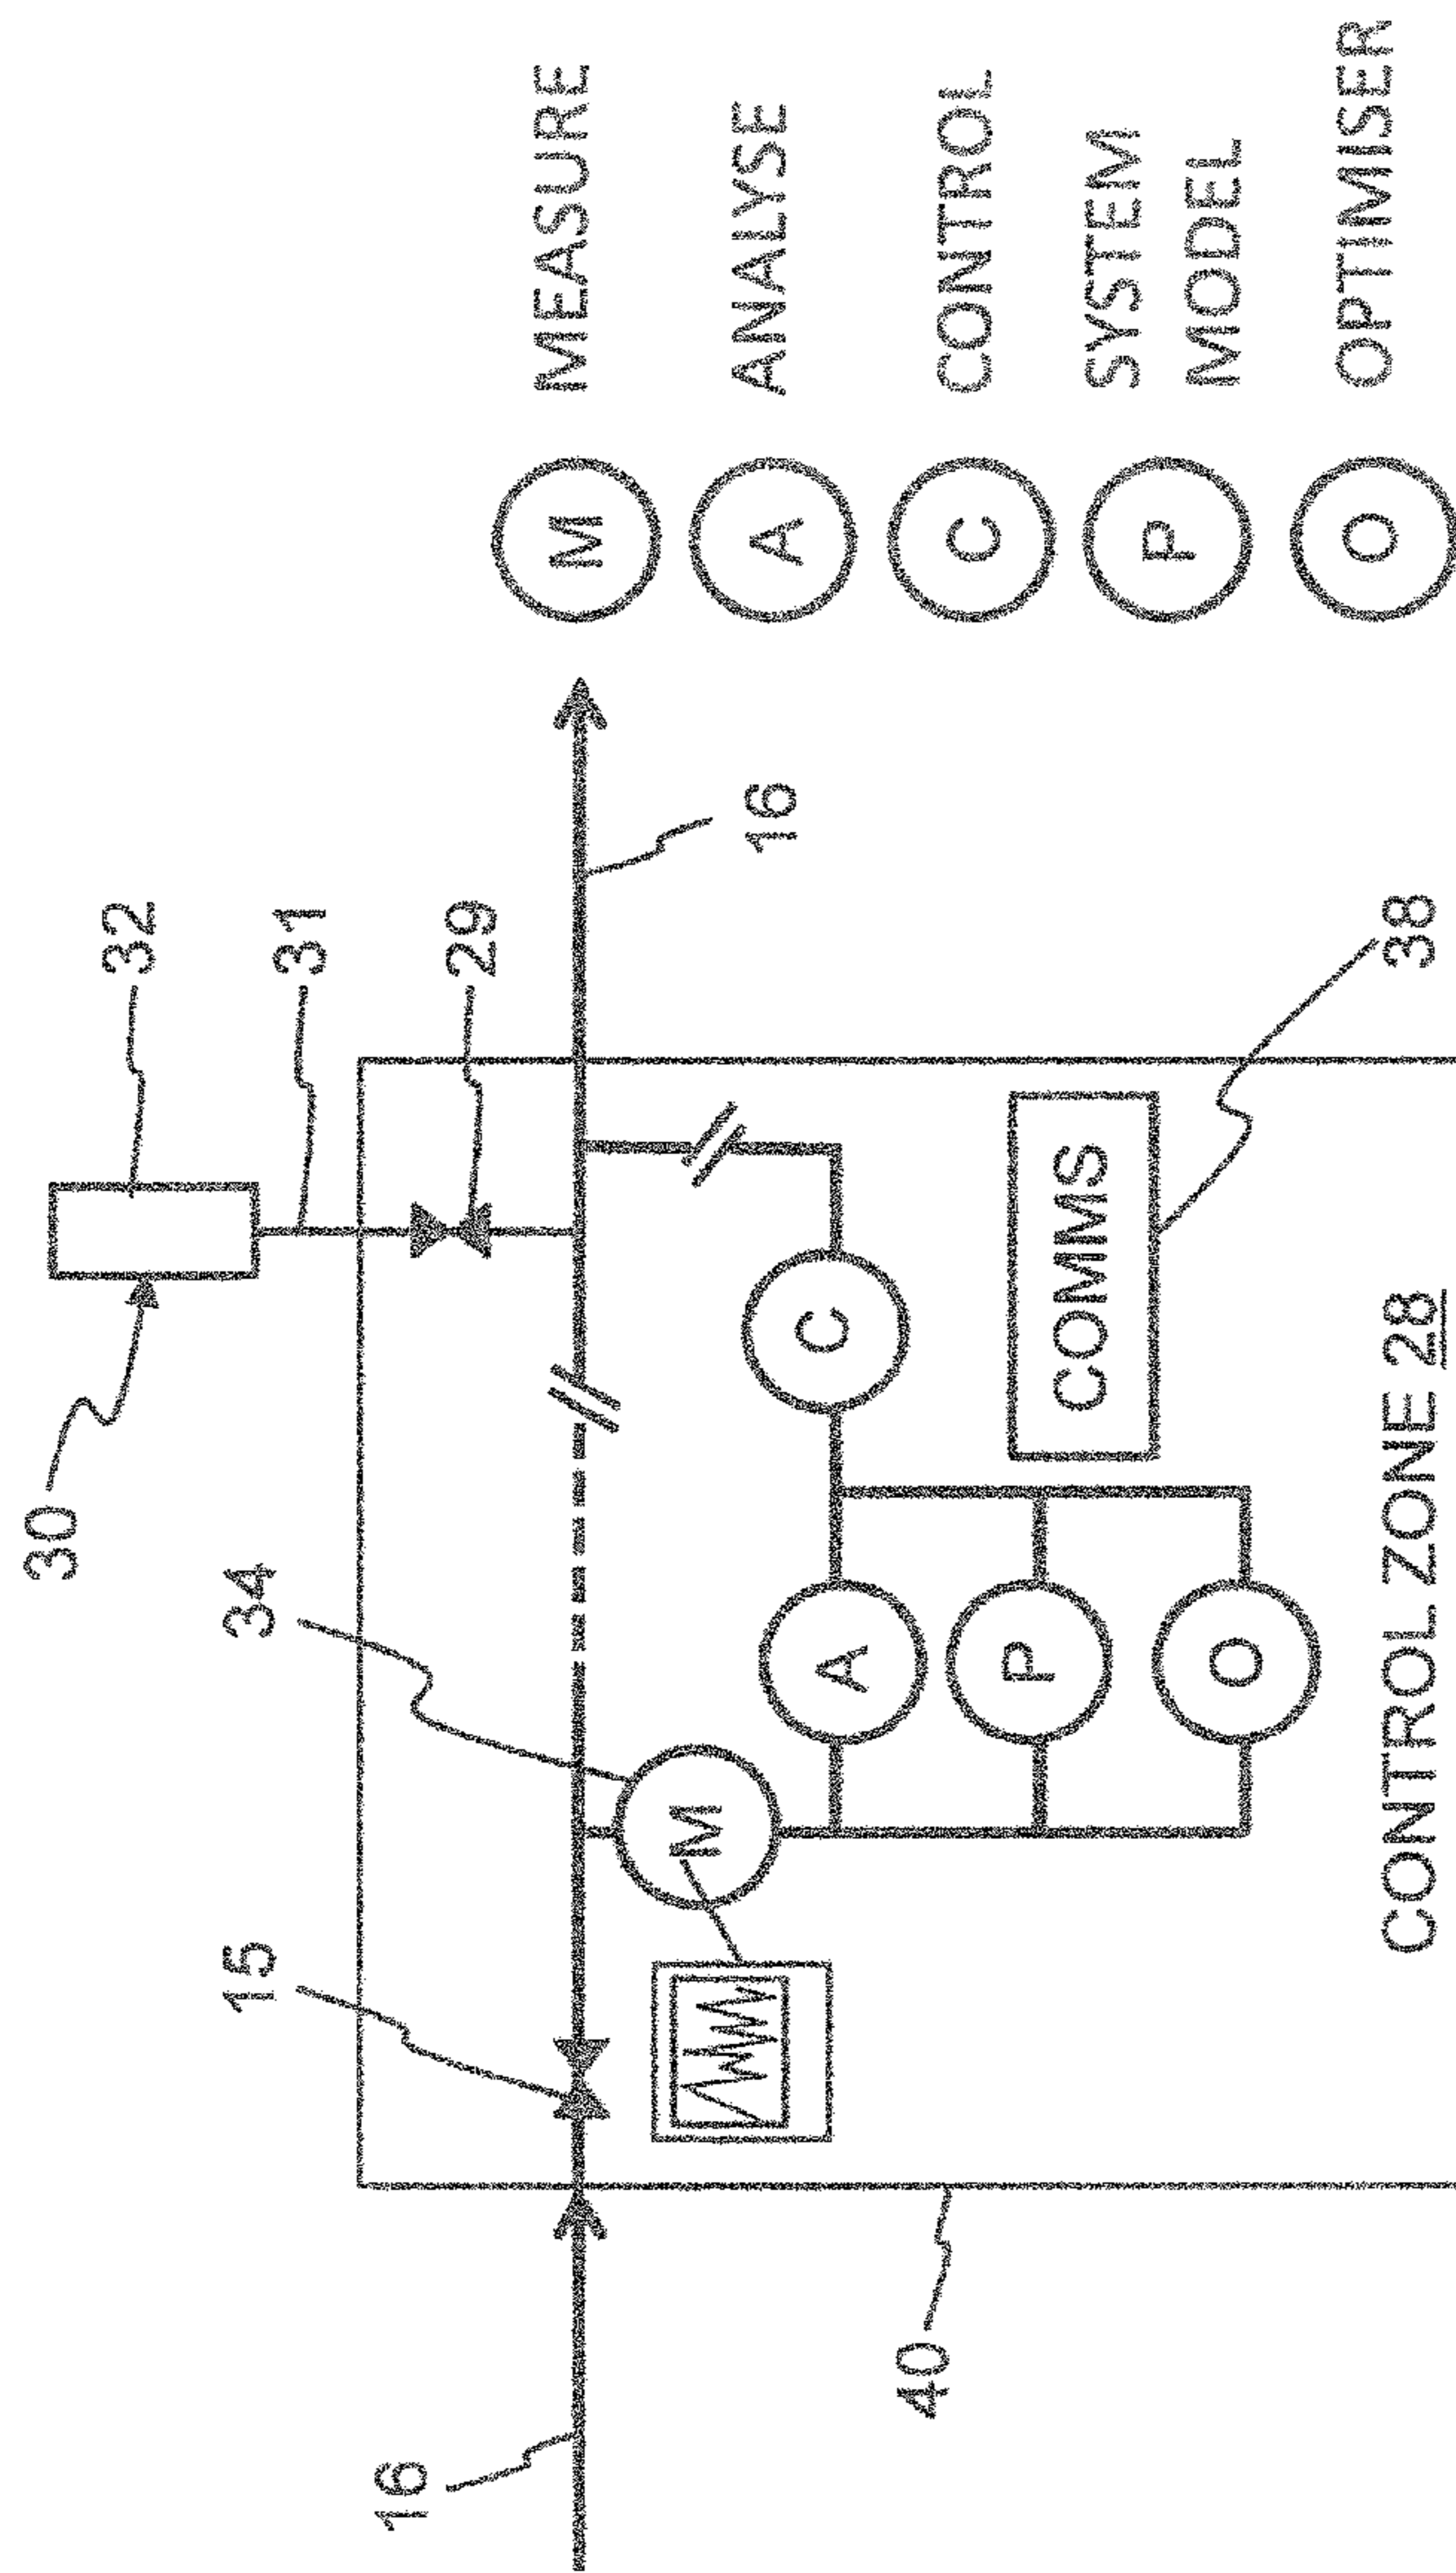 30
32
31
29
34
15
16
16
M
MEASURE
A
ANALYSE
C
CONTROL
P
SYSTEM
MODEL
O
OPTIMISER
M
A
P
O
C
COMMS
38
40
CONTROL ZONE 28